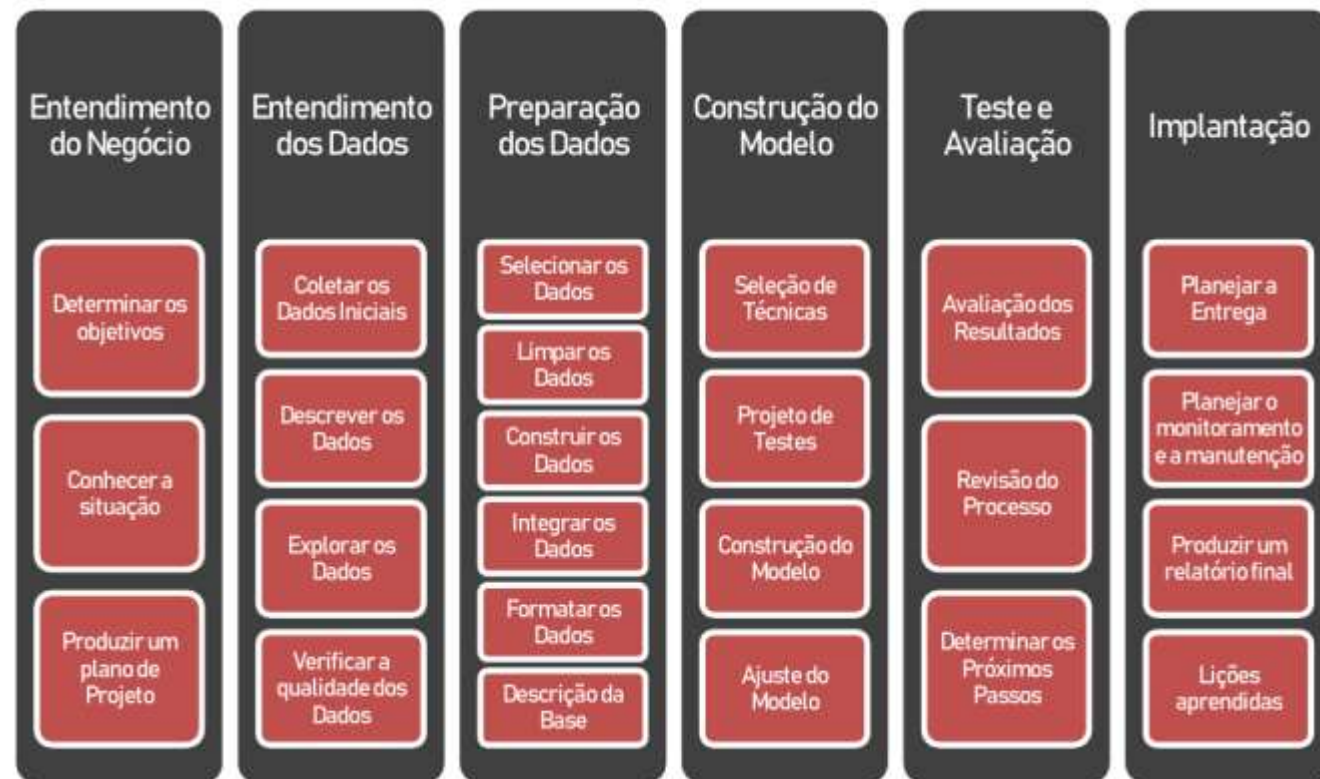 Entendimento
do Negócio
Determinar os
objetivos
Conhecer a
situação
Produzir um
plano de
Projeto
Entendimento
dos Dados
Coletar os
Dados Iniciais
Descrever os
Dados
Explorar os
Dados
Verificar a
qualidade dos
Dados
Preparação
dos Dados
Selecionar os
Dados
Limpar os
Dados
Construir os
Dados
Integrar os
Dados
Formatar os
Dados
Descrição da
Base
Construção do
Modelo
Seleção de
Técnicas
Projeto de
Testes
Construção do
Modelo
Ajuste do
Modelo
Teste e
Avaliação
Avaliação dos
Resultados
Revisão do
Processo
Determinar os
Próximos
Passos
Implantação
Planejar a
Entrega
Planejar o
monitoramento
e a manutenção
Produzir um
relatório final
Lições
aprendidas